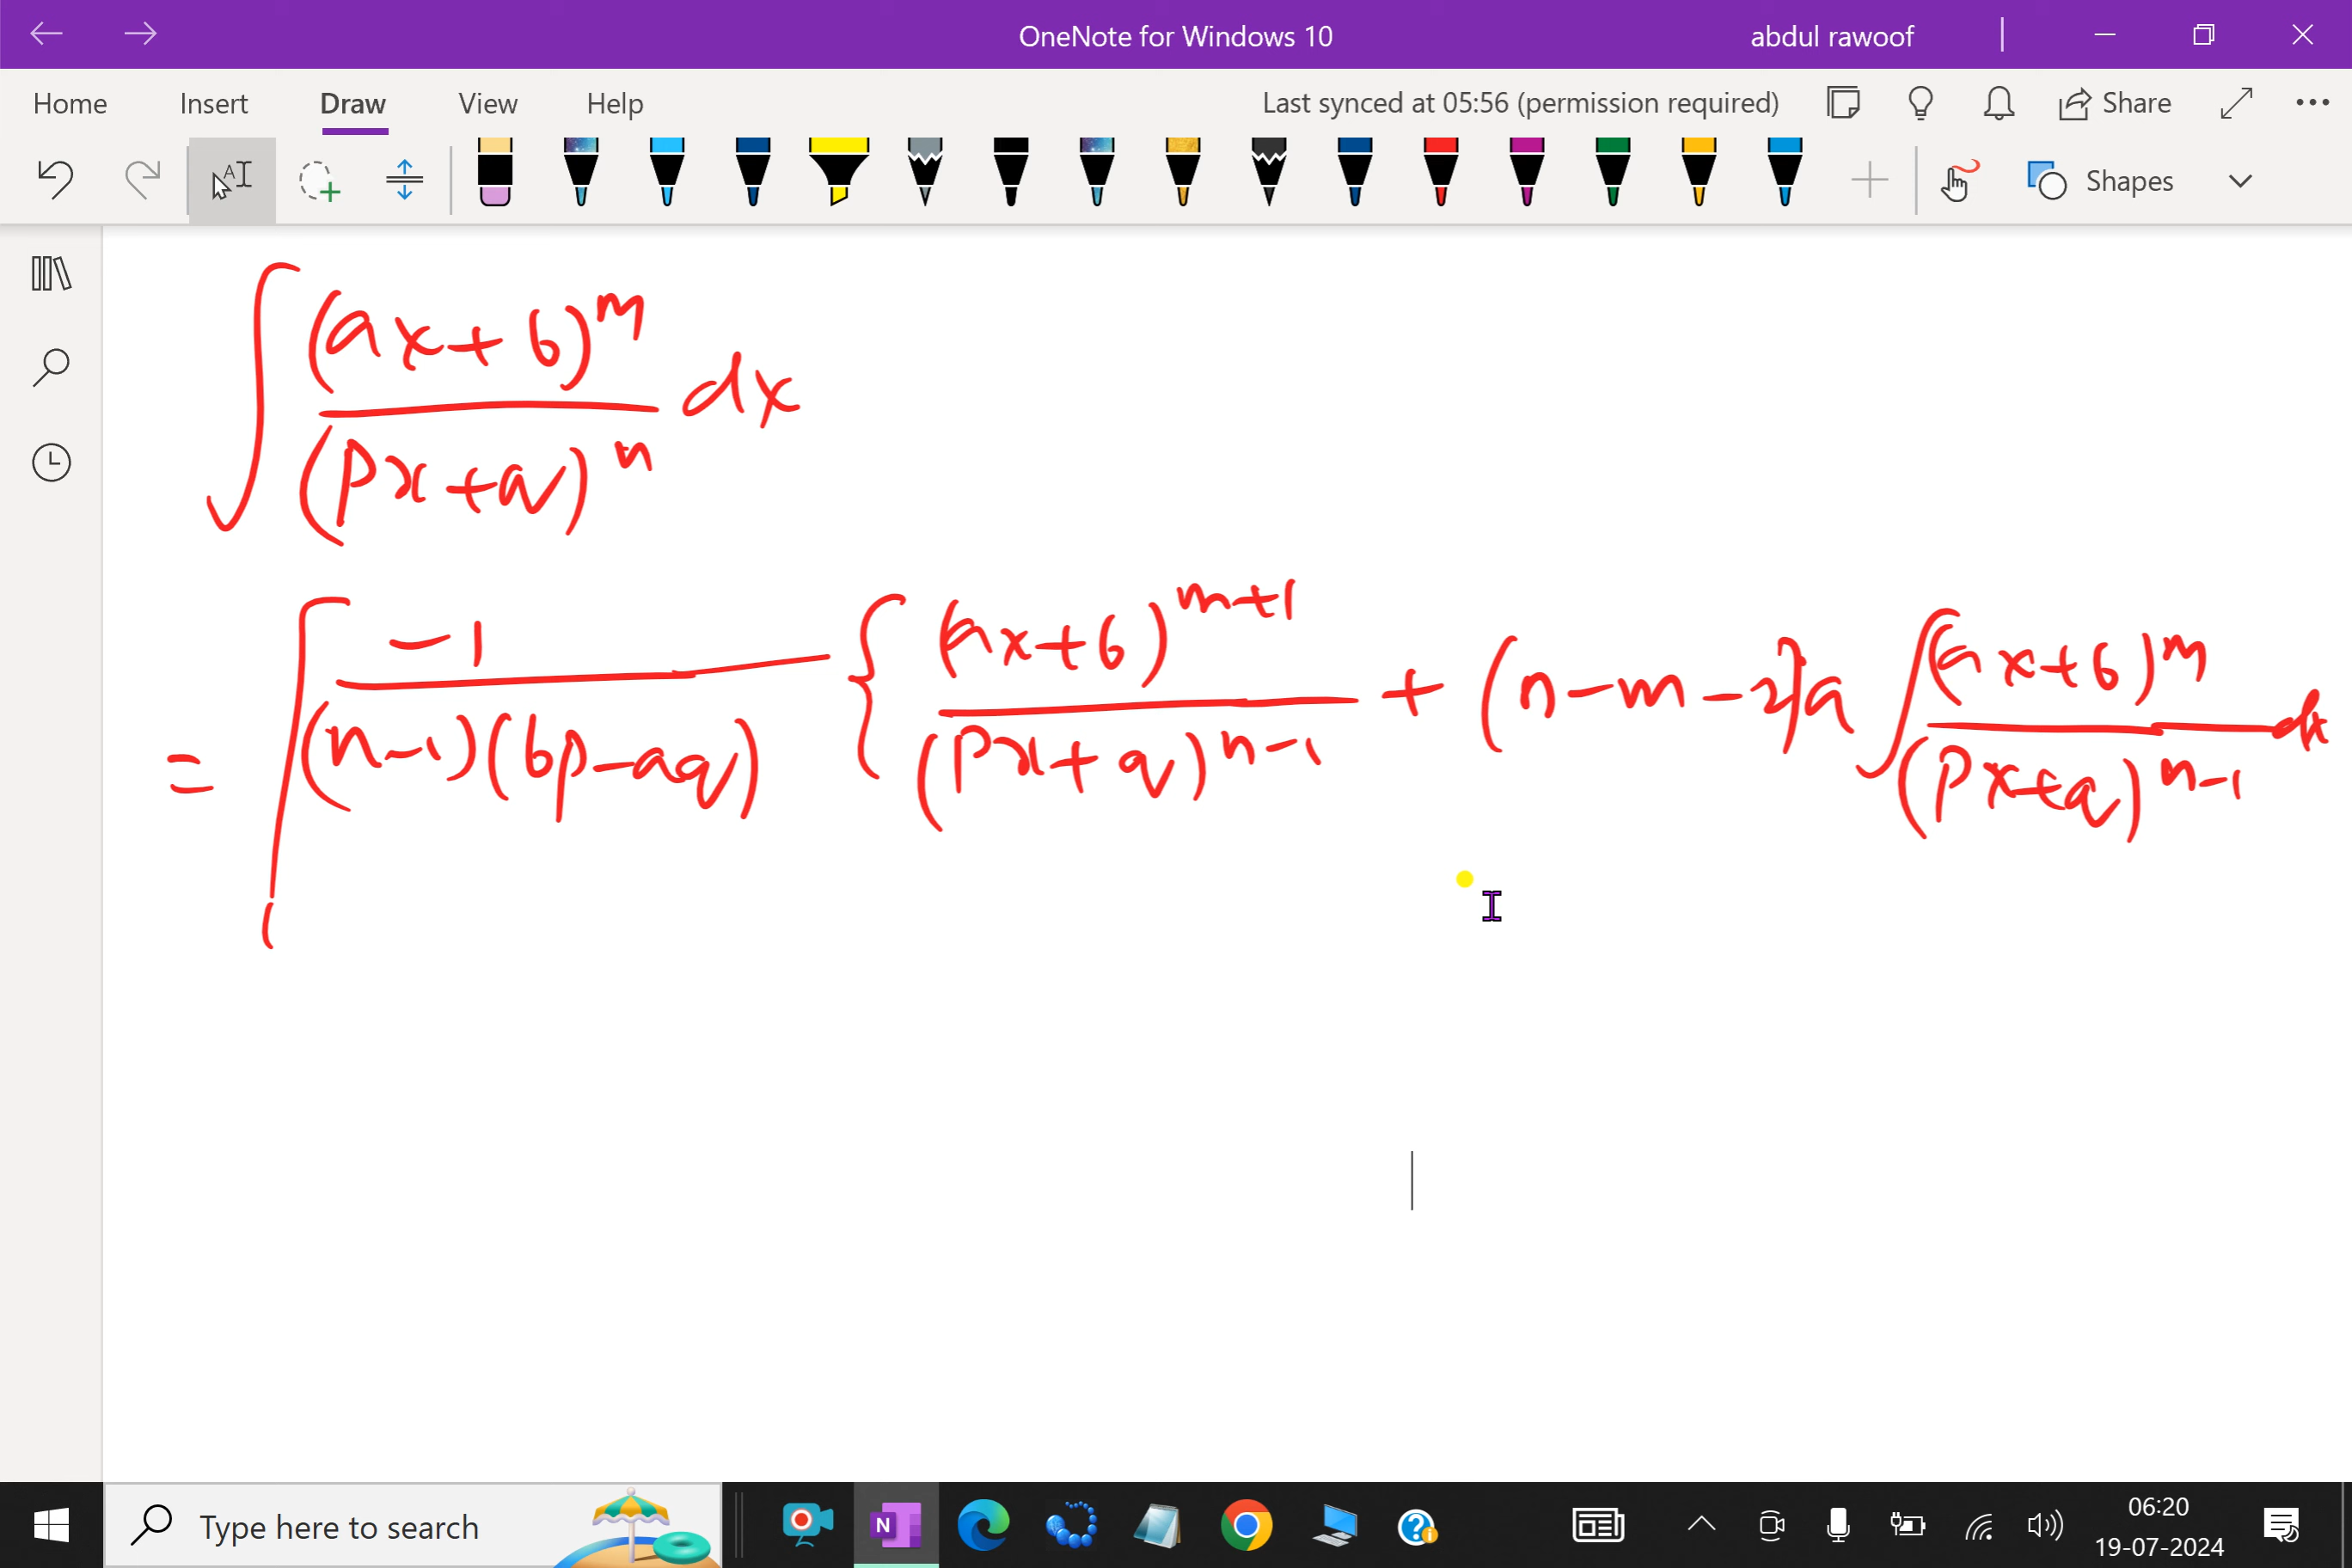 OneNote for Windows 10
abdul rawoof
Home Insert Draw View Help
Last synced at 05:56 (permission required)
Share
Shapes
∫ (ax+b)^m / (px+q)^n dx
= [ -1 / (n-1)(bp-aq) { (ax+b)^{m+1} / (px+q)^{n-1} + (n-m-2)a ∫ (ax+b)^m / (px+q)^{n-1} dx
Type here to search
06:20
19-07-2024